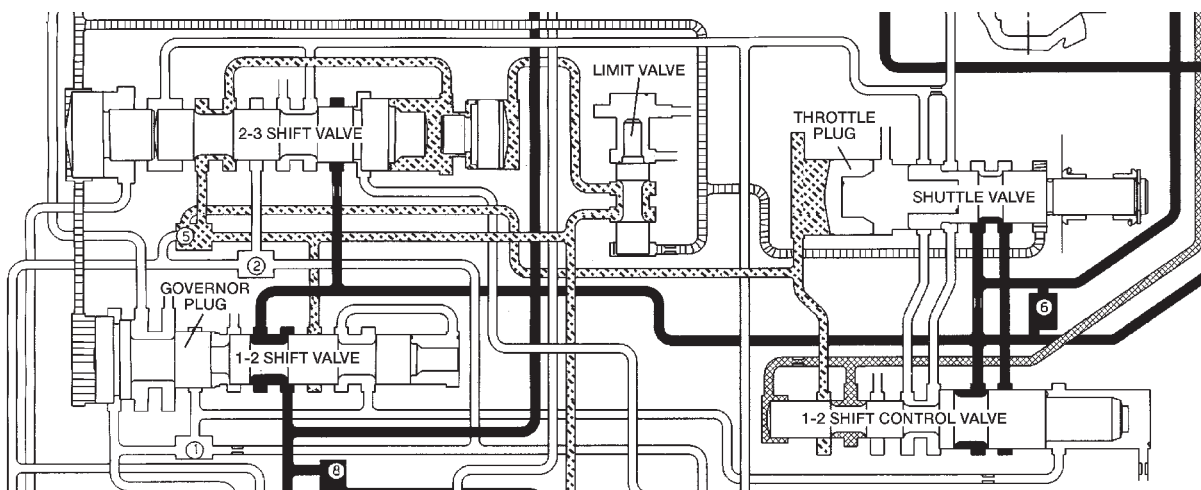 LIMIT VALVE
THROTTLE
PLUG
2-3 SHIFT VALVE
SHUTTLE VALVE
5
2
GOVERNOR
PLUG
6
1-2 SHIFT VALVE
1-2 SHIFT CONTROL VALVE
1
8